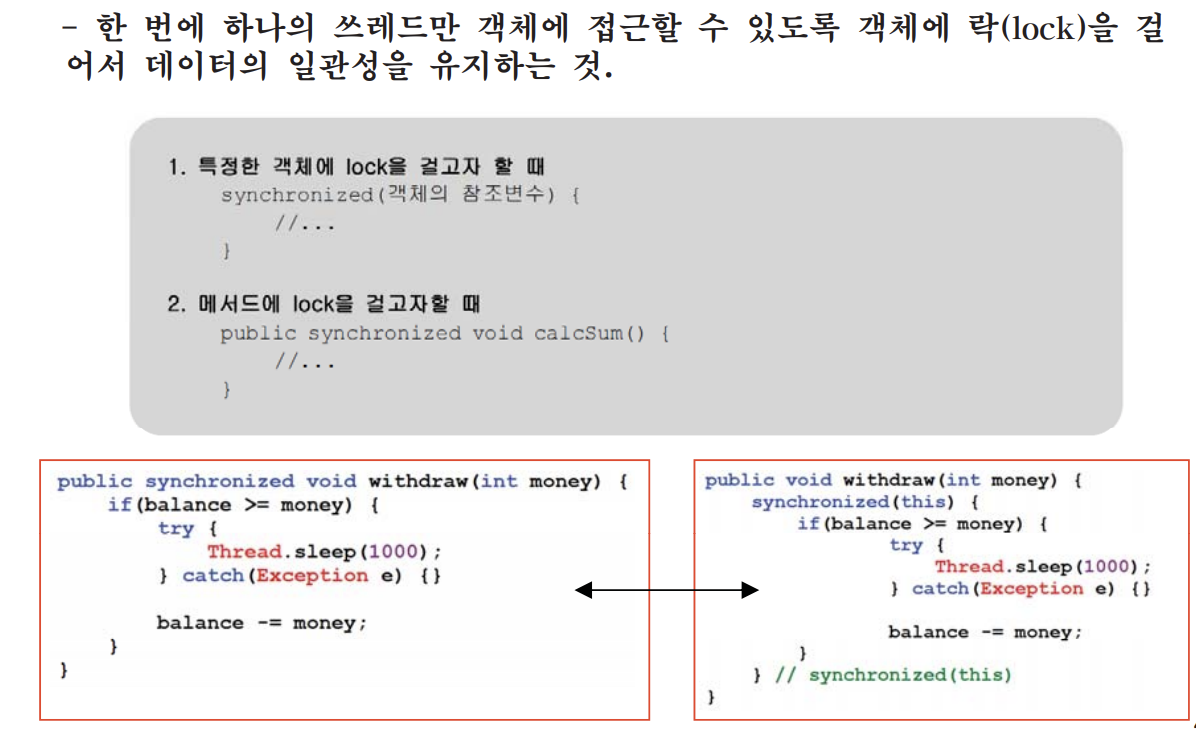 - 한 번에 하나의 쓰레드만 객체에 접근할 수 있도록 객체에 락(lock)을 걸
어서 데이터의 일관성을 유지하는 것.
1. 특정한 객체에 lock을 걸고자 할 때
synchronized(객체의 참조변수) {
//...
}
2. 메서드에 lock을 걸고자할 때
public synchronized void calcSum() {
//...
}
public synchronized void withdraw(int money) {
if(balance >= money) {
try {
Thread.sleep(1000);
} catch(Exception e) {}
balance -= money;
}
}
public void withdraw(int money) {
synchronized(this) {
if(balance >= money) {
try {
Thread.sleep(1000);
} catch(Exception e) {}
balance -= money;
}
} // synchronized(this)
}